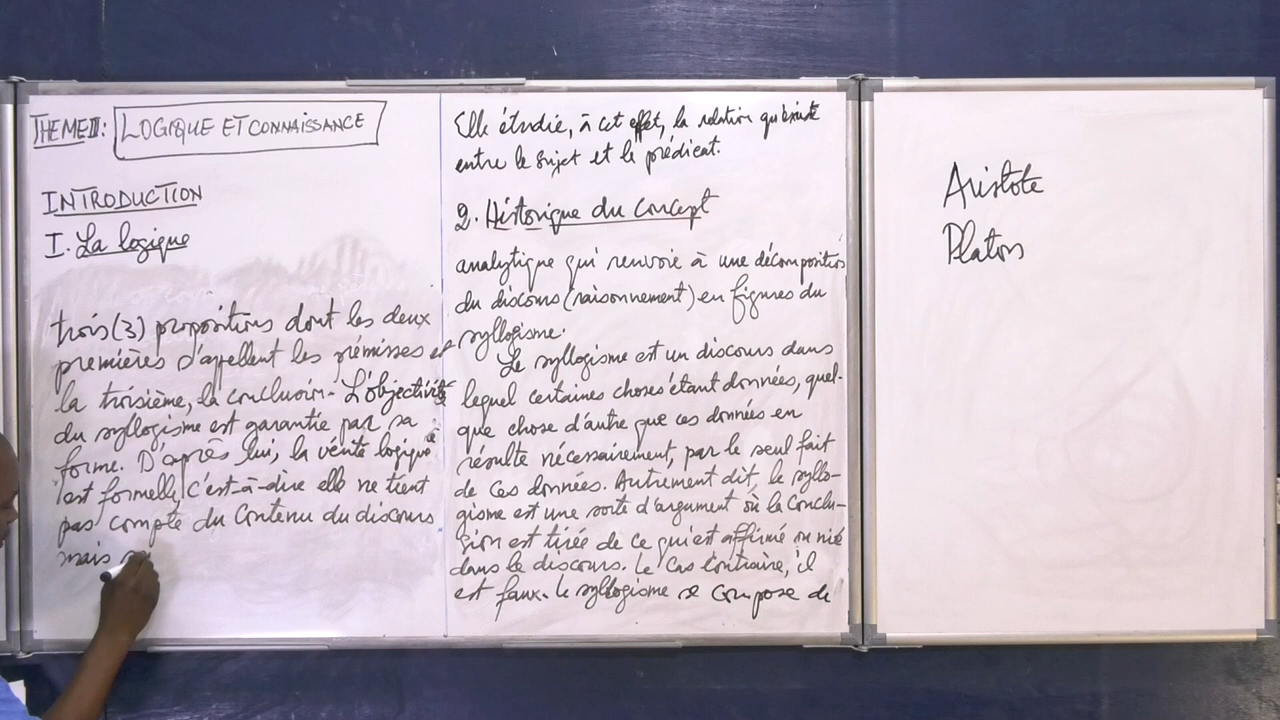 THEME II: LOGIQUE ET CONNAISSANCE
INTRODUCTION
I. La logique
trois (3) propositions dont les deux
premières s'appellent les prémisses et
la troisième, la conclusion. L'objectivité
du syllogisme est garantie par sa
forme. D'après lui, la vérité logique
est formelle, c'est-à-dire elle ne tient
pas compte du contenu du discours
mais
Elle étudie, à cet effet, la relation qui existe
entre le sujet et le prédicat.
2. Historique du concept
analytique qui renvoie à une décomposition
du discours (raisonnement) en figures du
syllogisme.
Le syllogisme est un discours dans
lequel certaines choses étant données, quel-
que chose d'autre que ces données en
résulte nécessairement, par le seul fait
de ces données. Autrement dit, le syllo-
gisme est une sorte d'argument où la conclu-
sion est tirée de ce qui est affirmé ou nié
dans le discours. Le cas contraire, il
est faux. Le syllogisme se compose de
Aristote
Platon